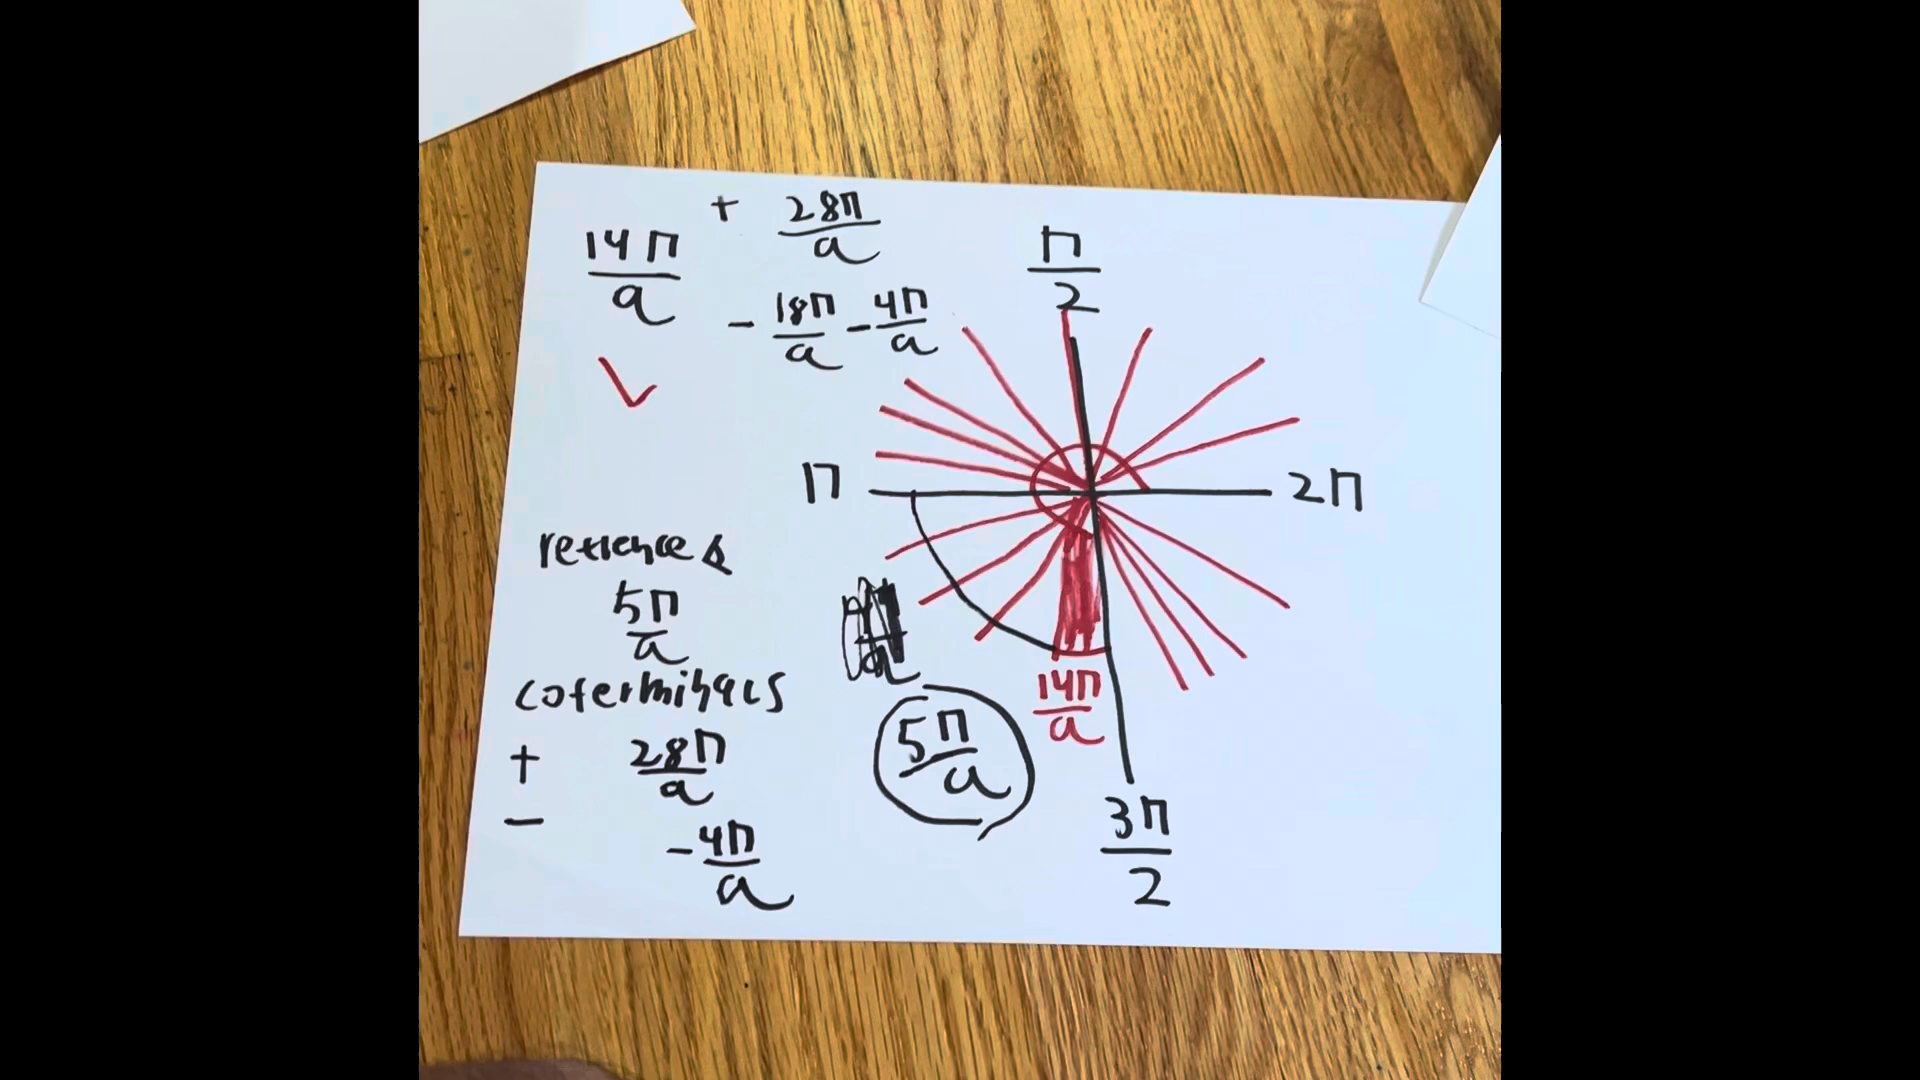 14π/9
+ 28π/9
- 18π/9 - 4π/9
π/2
π
2π
refrence ∡
5π/9
coterminals
+ 28π/9
- -4π/9
14π/9
5π/9
3π/2